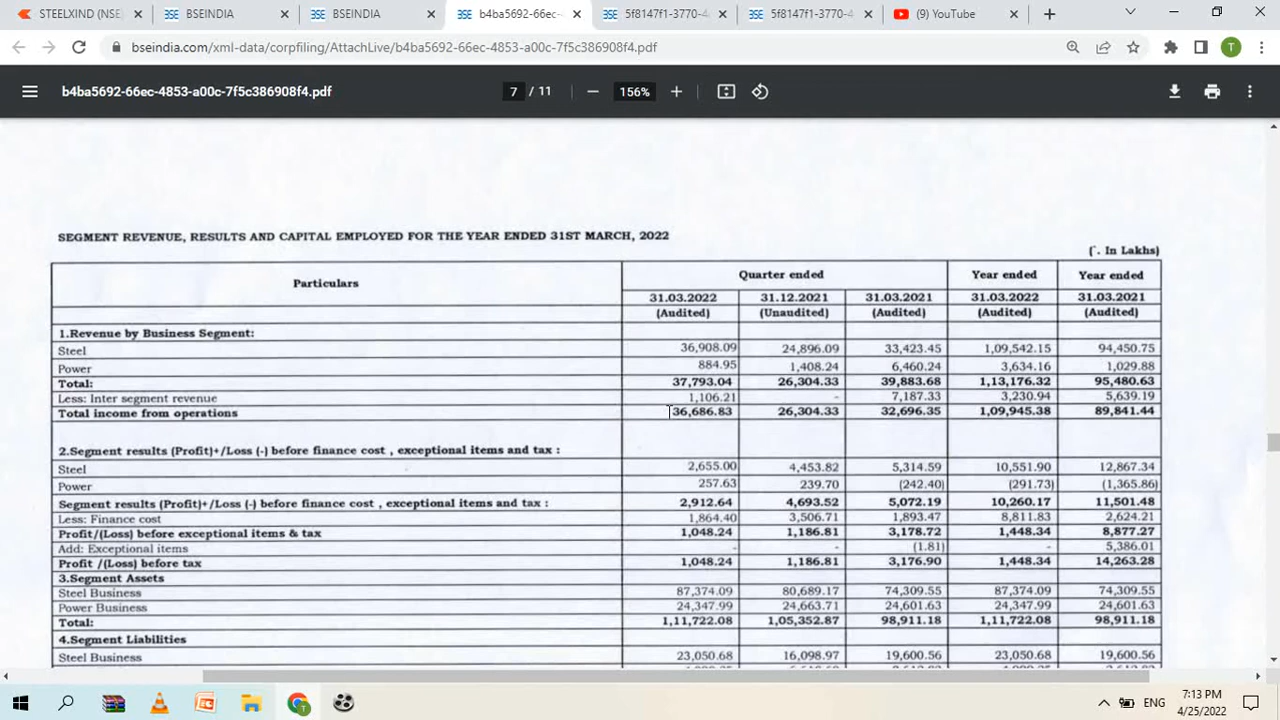 STEELXIND (NSE)
BSEINDIA
BSEINDIA
b4ba5692-66ec-
5f8147f1-3770-4
5f8147f1-3770-4
(9) YouTube
bseindia.com/xml-data/corpfiling/AttachLive/b4ba5692-66ec-4853-a00c-7f5c386908f4.pdf
T
b4ba5692-66ec-4853-a00c-7f5c386908f4.pdf
7 / 11
156%
SEGMENT REVENUE, RESULTS AND CAPITAL EMPLOYED FOR THE YEAR ENDED 31ST MARCH, 2022
(`. In Lakhs)
Particulars Quarter ended Year ended Year ended
31.03.2022 31.12.2021 31.03.2021 31.03.2022 31.03.2021
(Audited) (Unaudited) (Audited) (Audited) (Audited)
1.Revenue by Business Segment:
Steel 36,908.09 24,896.09 33,423.45 1,09,542.15 94,450.75
Power 884.95 1,408.24 6,460.24 3,634.16 1,029.88
Total: 37,793.04 26,304.33 39,883.68 1,13,176.32 95,480.63
Less: Inter segment revenue 1,106.21 - 7,187.33 3,230.94 5,639.19
Total income from operations 36,686.83 26,304.33 32,696.35 1,09,945.38 89,841.44
2.Segment results (Profit)+/Loss (-) before finance cost , exceptional items and tax :
Steel 2,655.00 4,453.82 5,314.59 10,551.90 12,867.34
Power 257.63 239.70 (242.40) (291.73) (1,365.86)
Segment results (Profit)+/Loss (-) before finance cost , exceptional items and tax : 2,912.64 4,693.52 5,072.19 10,260.17 11,501.48
Less: Finance cost 1,864.40 3,506.71 1,893.47 8,811.83 2,624.21
Profit/(Loss) before exceptional items & tax 1,048.24 1,186.81 3,178.72 1,448.34 8,877.27
Add: Exceptional items - - (1.81) - 5,386.01
Profit /(Loss) before tax 1,048.24 1,186.81 3,176.90 1,448.34 14,263.28
3.Segment Assets
Steel Business 87,374.09 80,689.17 74,309.55 87,374.09 74,309.55
Power Business 24,347.99 24,663.71 24,601.63 24,347.99 24,601.63
Total: 1,11,722.08 1,05,352.87 98,911.18 1,11,722.08 98,911.18
4.Segment Liabilities
Steel Business 23,050.68 16,098.97 19,600.56 23,050.68 19,600.56
ENG
7:13 PM
4/25/2022